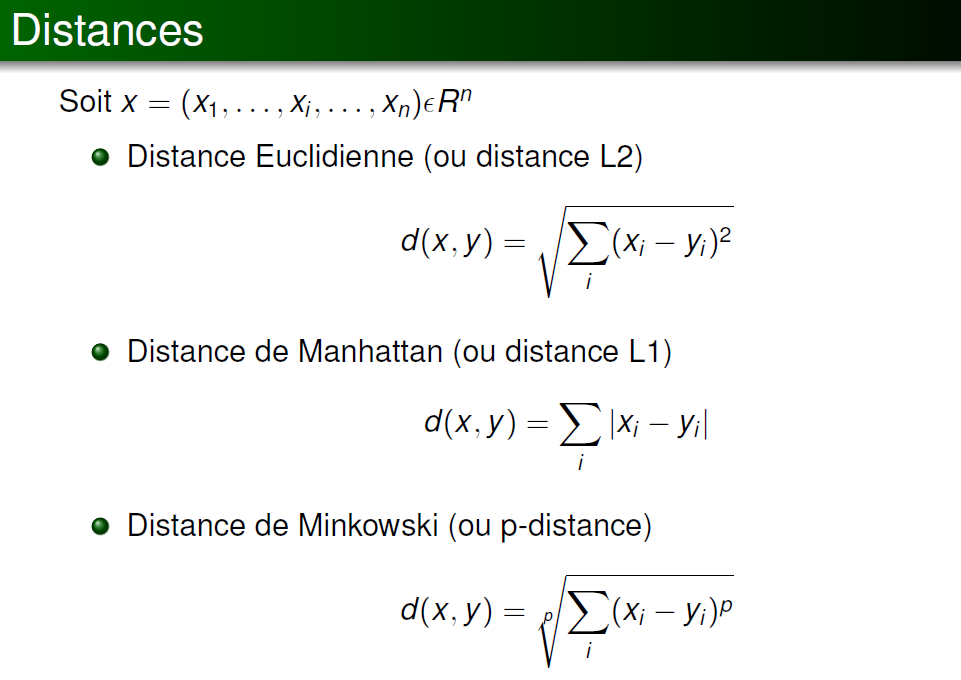 Distances
Soit x = (x₁, . . . , xᵢ, . . . , xₙ)ϵRⁿ
Distance Euclidienne (ou distance L2)
d(x, y) = √∑ᵢ(xᵢ − yᵢ)²
Distance de Manhattan (ou distance L1)
d(x, y) = ∑ᵢ |xᵢ − yᵢ|
Distance de Minkowski (ou p-distance)
d(x, y) = ᵖ√∑ᵢ(xᵢ − yᵢ)ᵖ